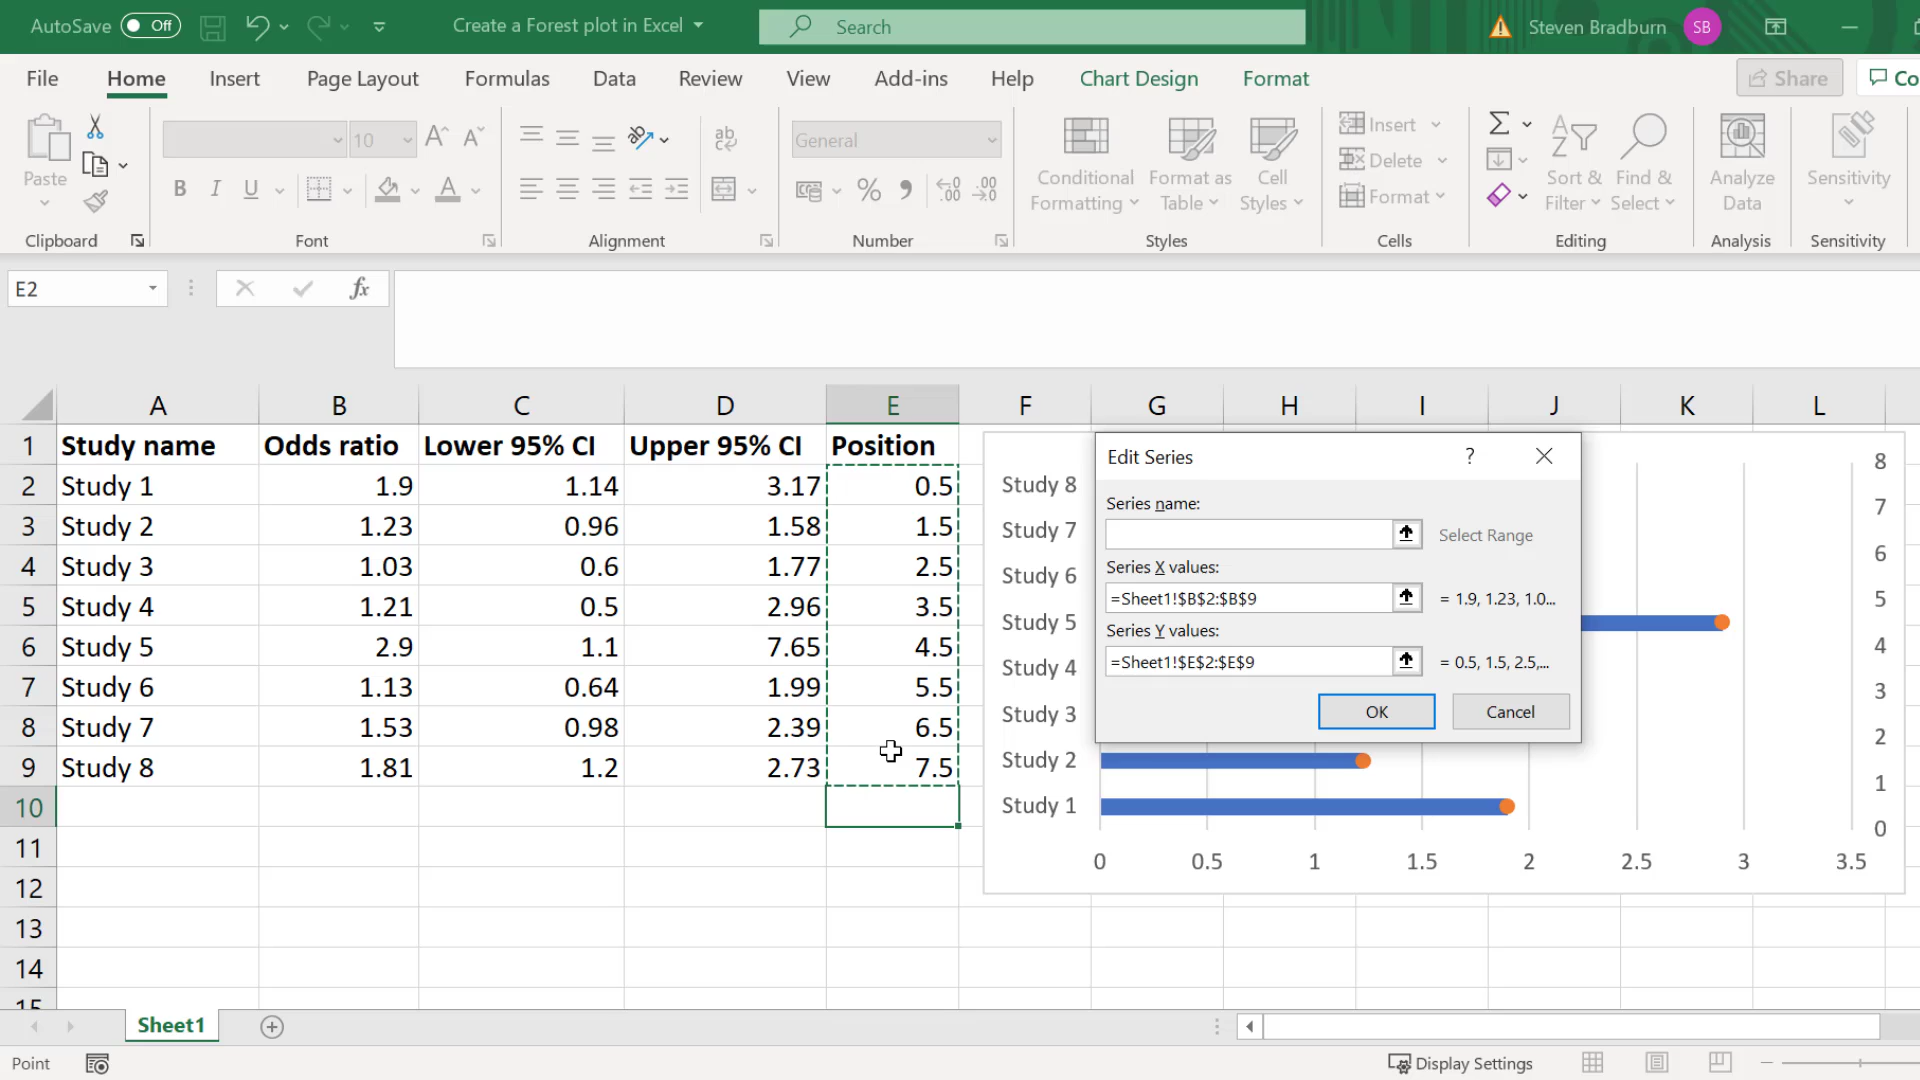 AutoSave Off Create a Forest plot in Excel Search Steven Bradburn SB
File Home Insert Page Layout Formulas Data Review View Add-ins Help Chart Design Format Share Co
Paste
Clipboard
10
Font
ab
Alignment
General
Number
Conditional Formatting
Format as Table
Cell Styles
Styles
Insert
Delete
Format
Cells
Sort & Filter
Find & Select
Editing
Analyze Data
Analysis
Sensitivity
Sensitivity
E2 fx
A B C D E F G H I J K L
1 Study name Odds ratio Lower 95% CI Upper 95% CI Position
2 Study 1 1.9 1.14 3.17 0.5
3 Study 2 1.23 0.96 1.58 1.5
4 Study 3 1.03 0.6 1.77 2.5
5 Study 4 1.21 0.5 2.96 3.5
6 Study 5 2.9 1.1 7.65 4.5
7 Study 6 1.13 0.64 1.99 5.5
8 Study 7 1.53 0.98 2.39 6.5
9 Study 8 1.81 1.2 2.73 7.5
10
11
12
13
14
15
Study 8
Study 7
Study 6
Study 5
Study 4
Study 3
Study 2
Study 1
0 0.5 1 1.5 2 2.5 3 3.5
8
7
6
5
4
3
2
1
0
Edit Series ?
Series name:
Select Range
Series X values:
=Sheet1!$B$2:$B$9 = 1.9, 1.23, 1.0...
Series Y values:
=Sheet1!$E$2:$E$9 = 0.5, 1.5, 2.5,...
OK Cancel
Sheet1
Point Display Settings